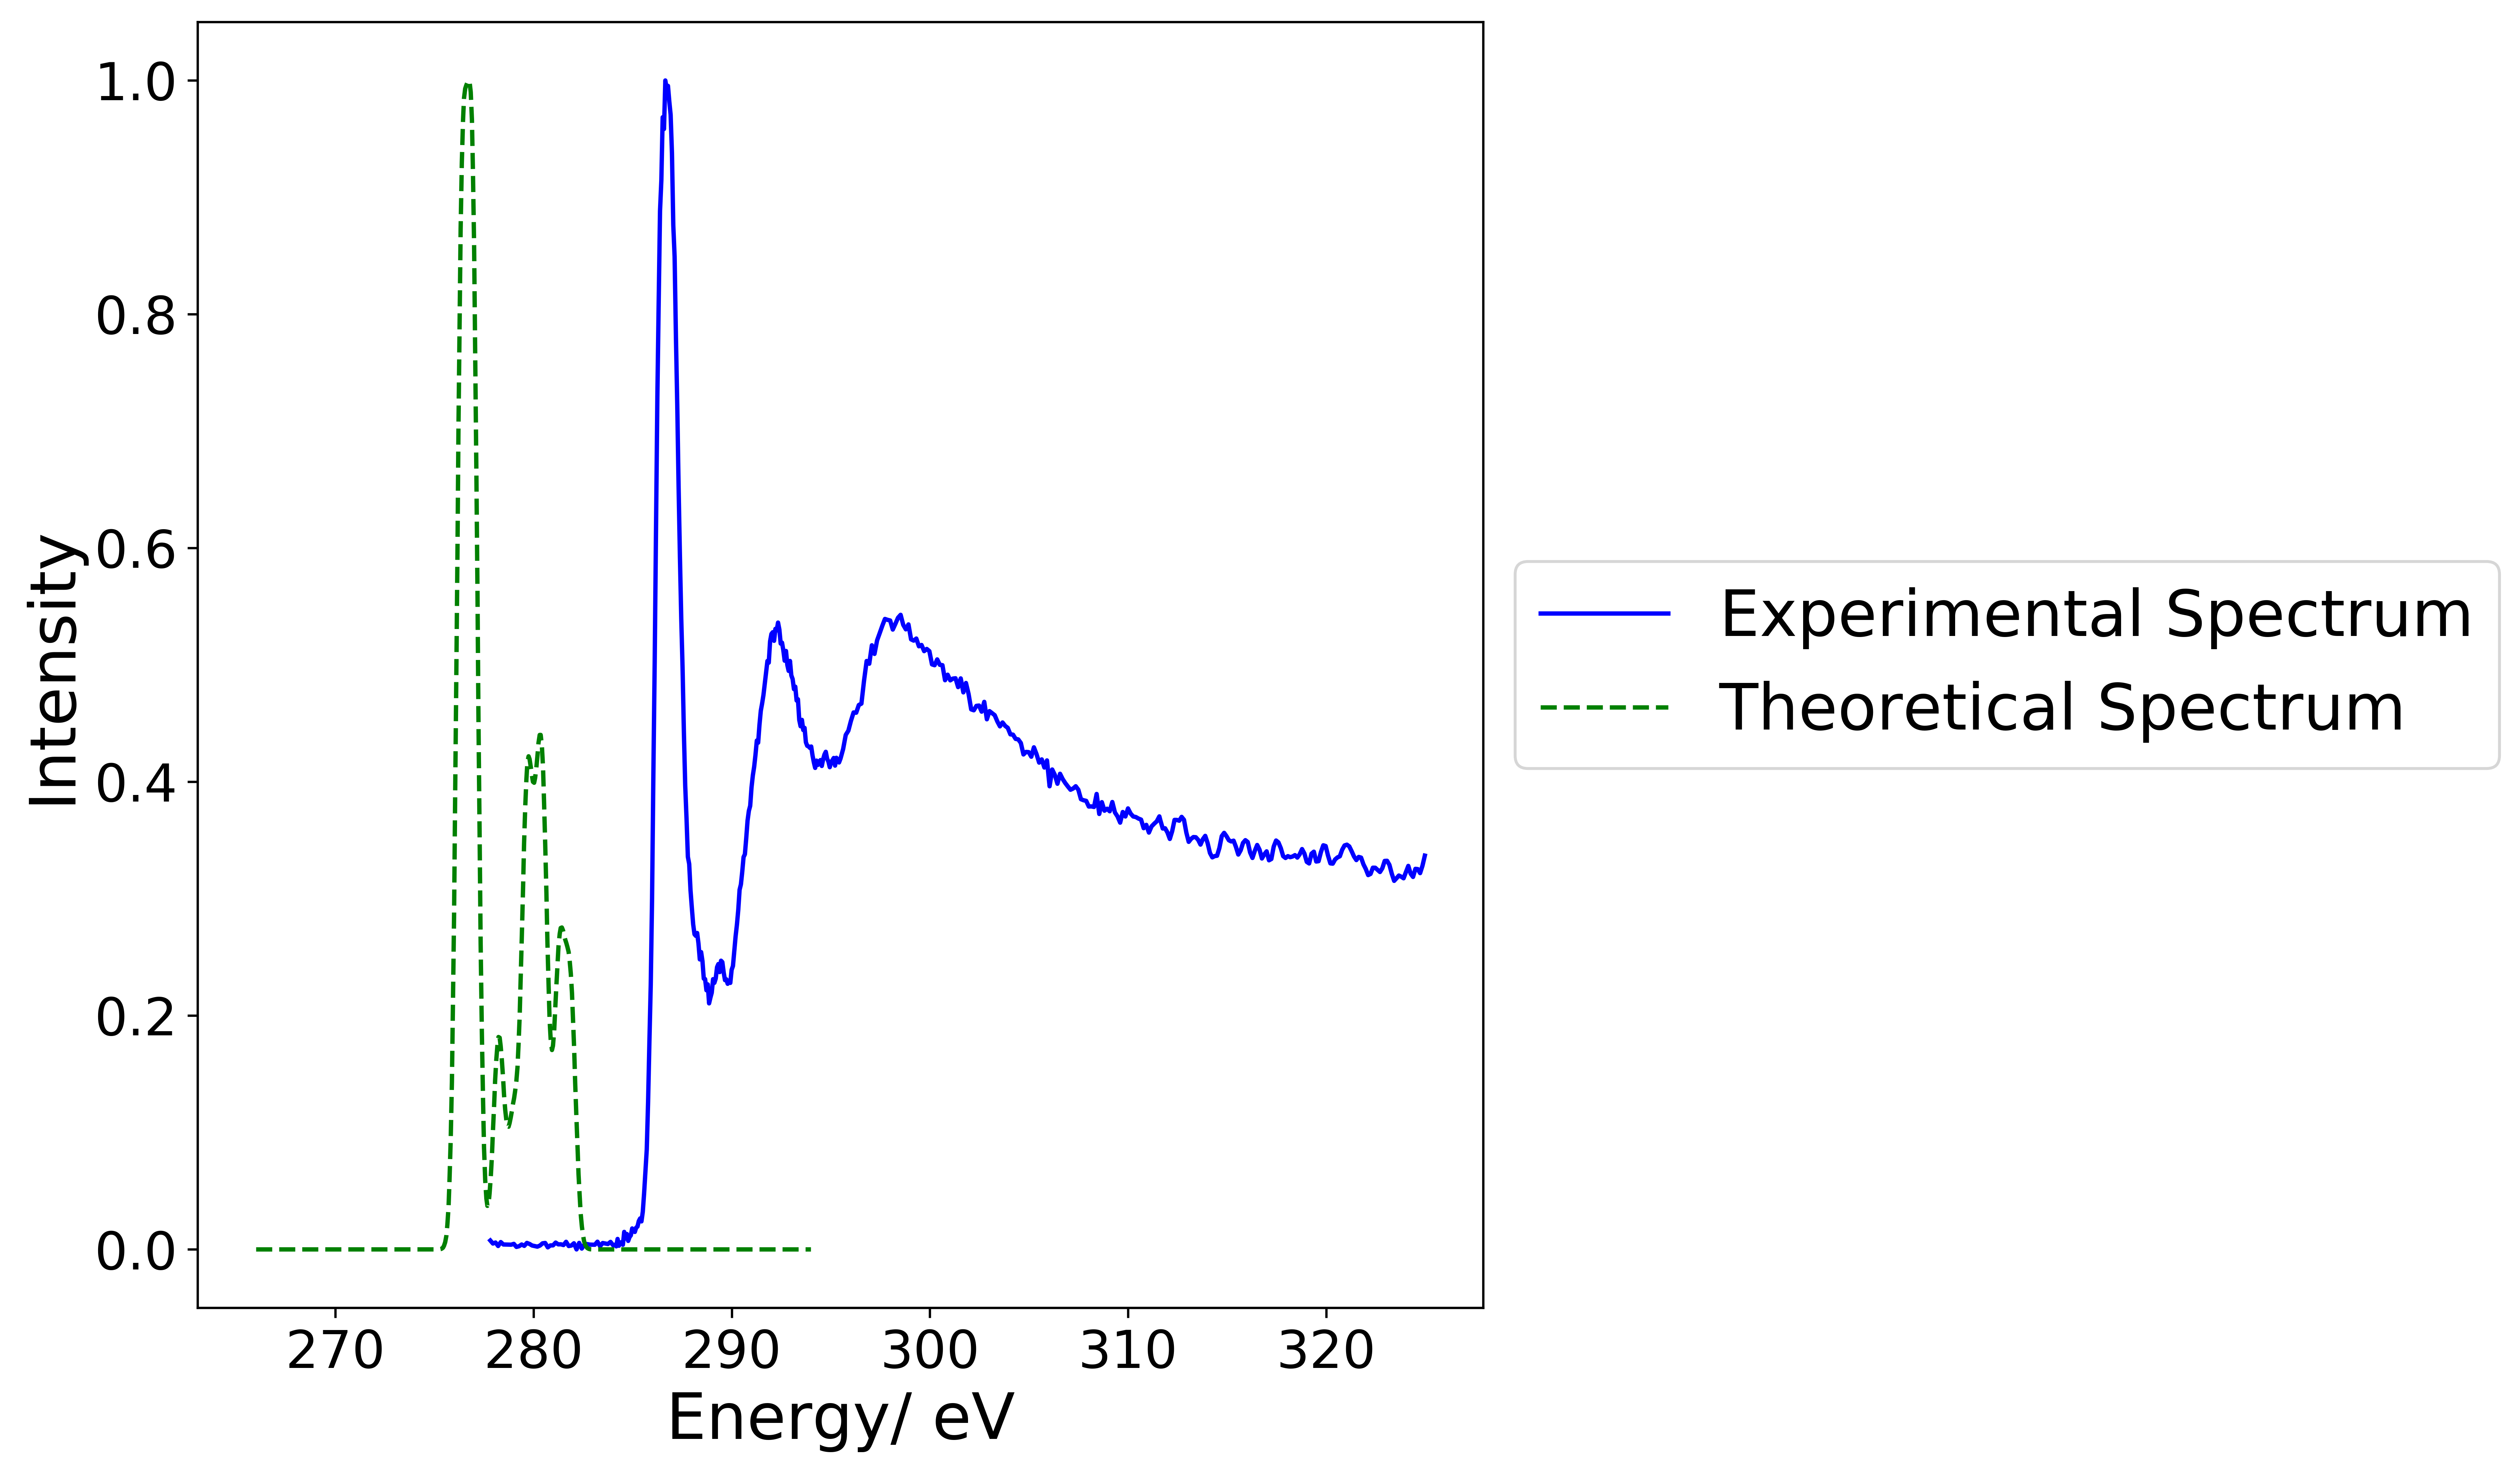 1.0
0.8
0.6
0.4
0.2
0.0
Intensity
270 280 290 300 310 320
Energy/ eV
Experimental Spectrum
Theoretical Spectrum